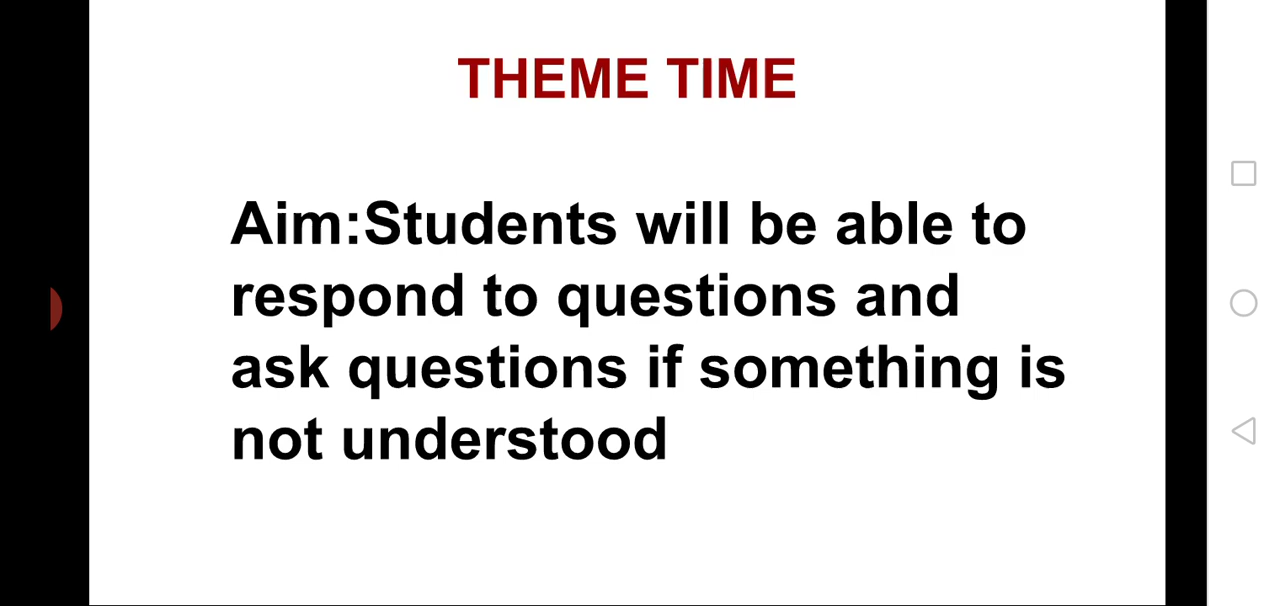 THEME TIME
Aim:Students will be able to
respond to questions and
ask questions if something is
not understood